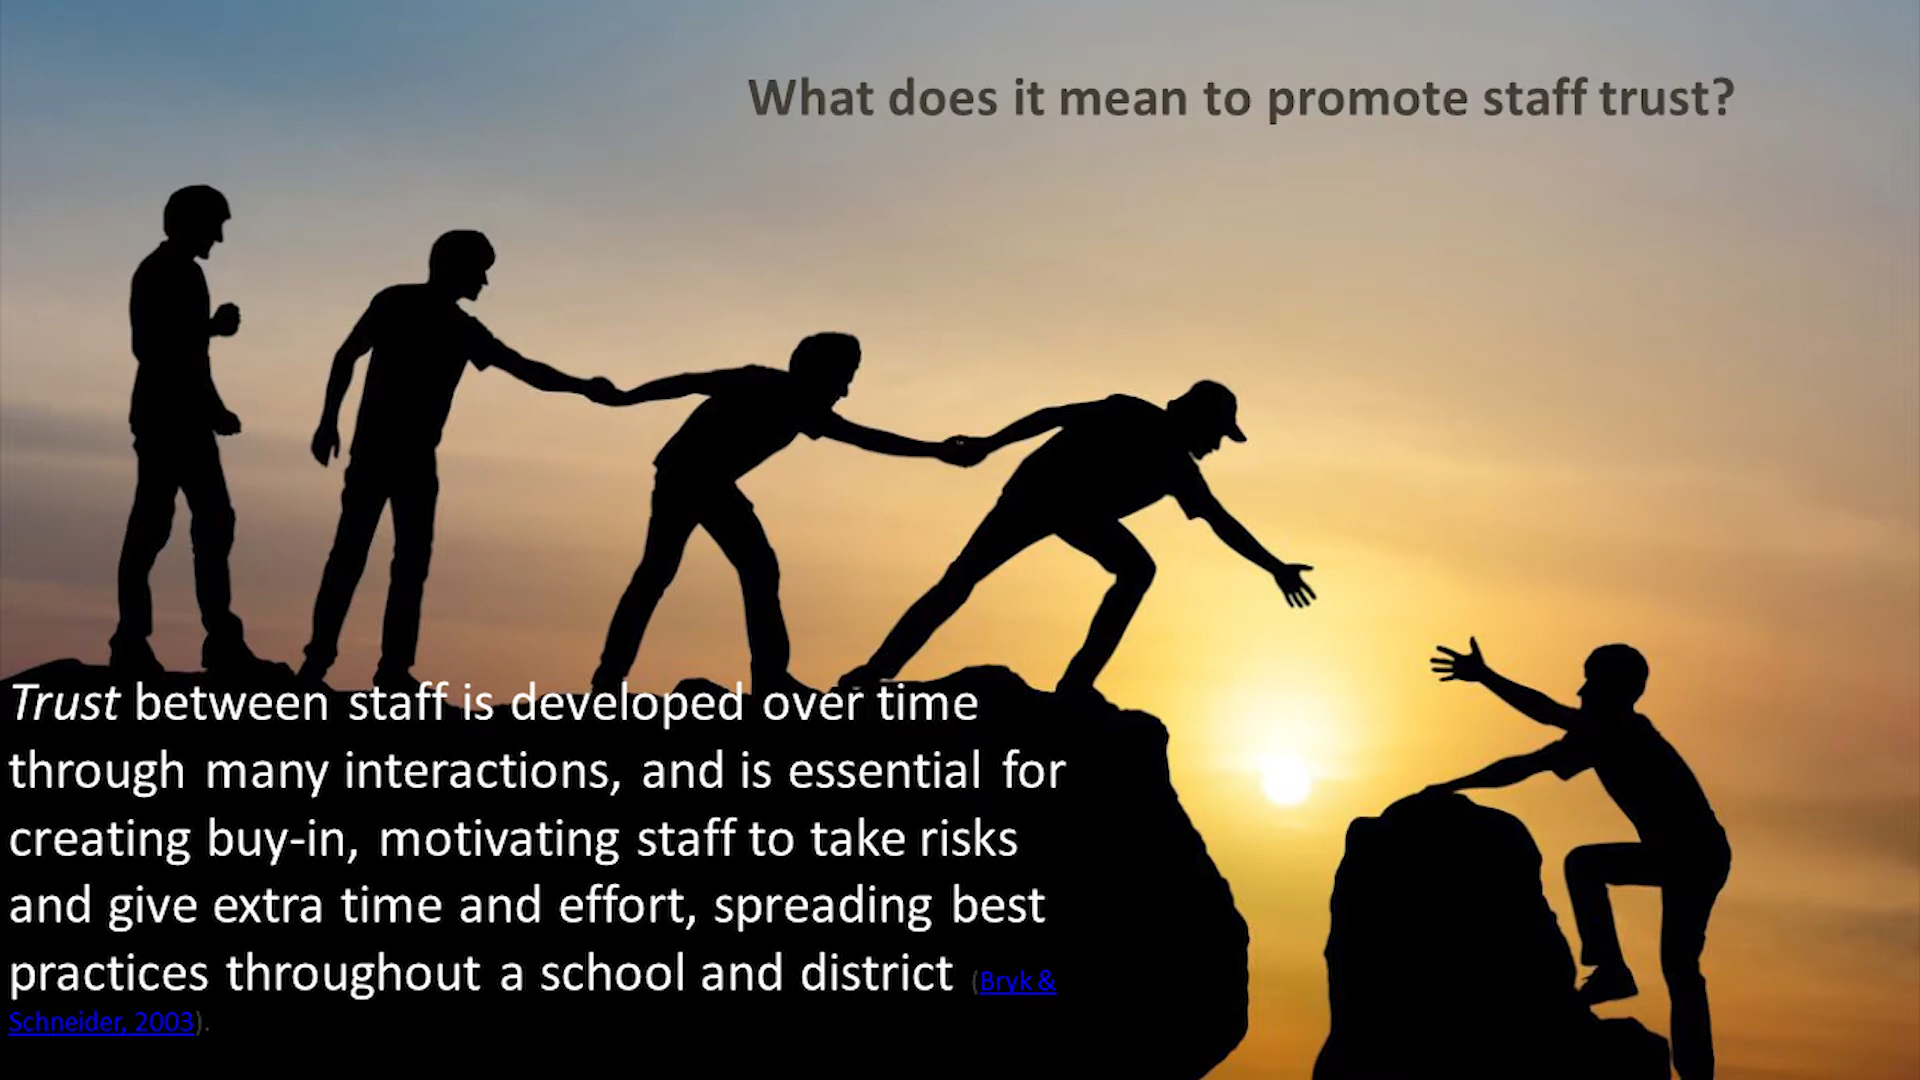 What does it mean to promote staff trust?
Trust between staff is developed over time
through many interactions, and is essential for
creating buy-in, motivating staff to take risks
and give extra time and effort, spreading best
practices throughout a school and district (Bryk &
Schneider, 2003).